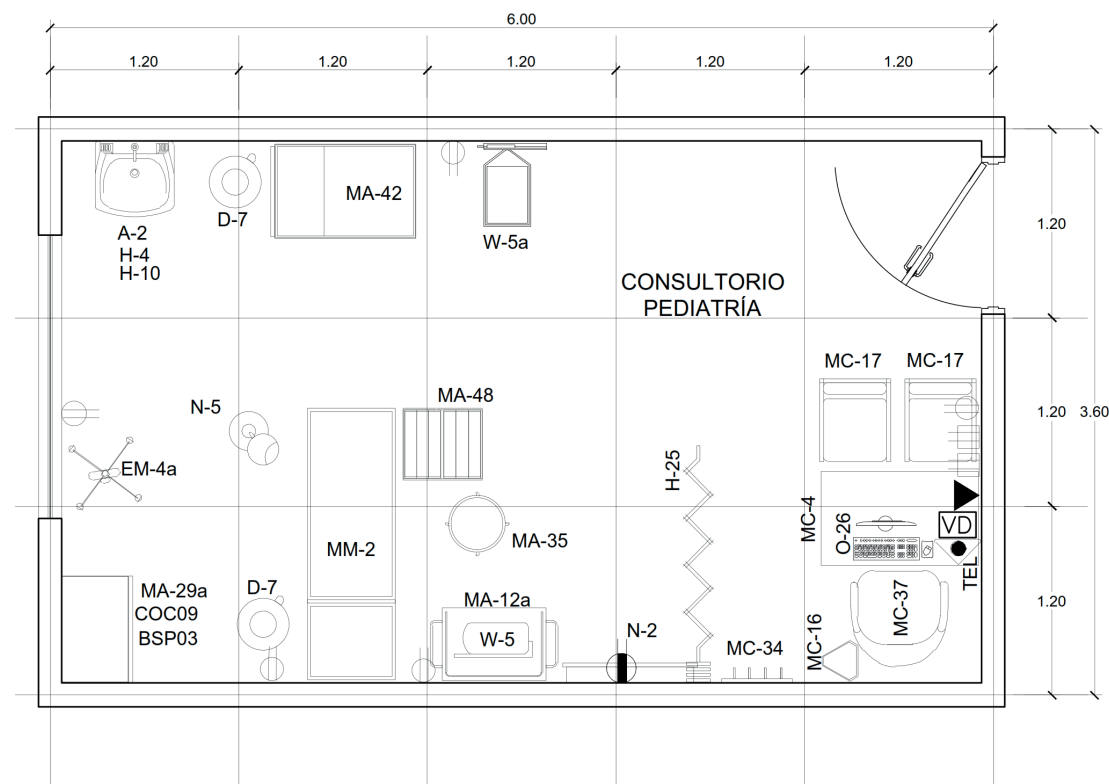 6.00
1.20
1.20
1.20
1.20
1.20
MA-42
D-7
A-2
H-4
H-10
W-5a
1.20
CONSULTORIO
PEDIATRÍA
MC-17
MC-17
MA-48
N-5
1.20
3.60
H-25
EM-4a
MC-4
O-26
VD
MA-35
MM-2
TEL
MA-29a
COC09
BSP03
D-7
MA-12a
W-5
N-2
MC-34
MC-16
MC-37
1.20